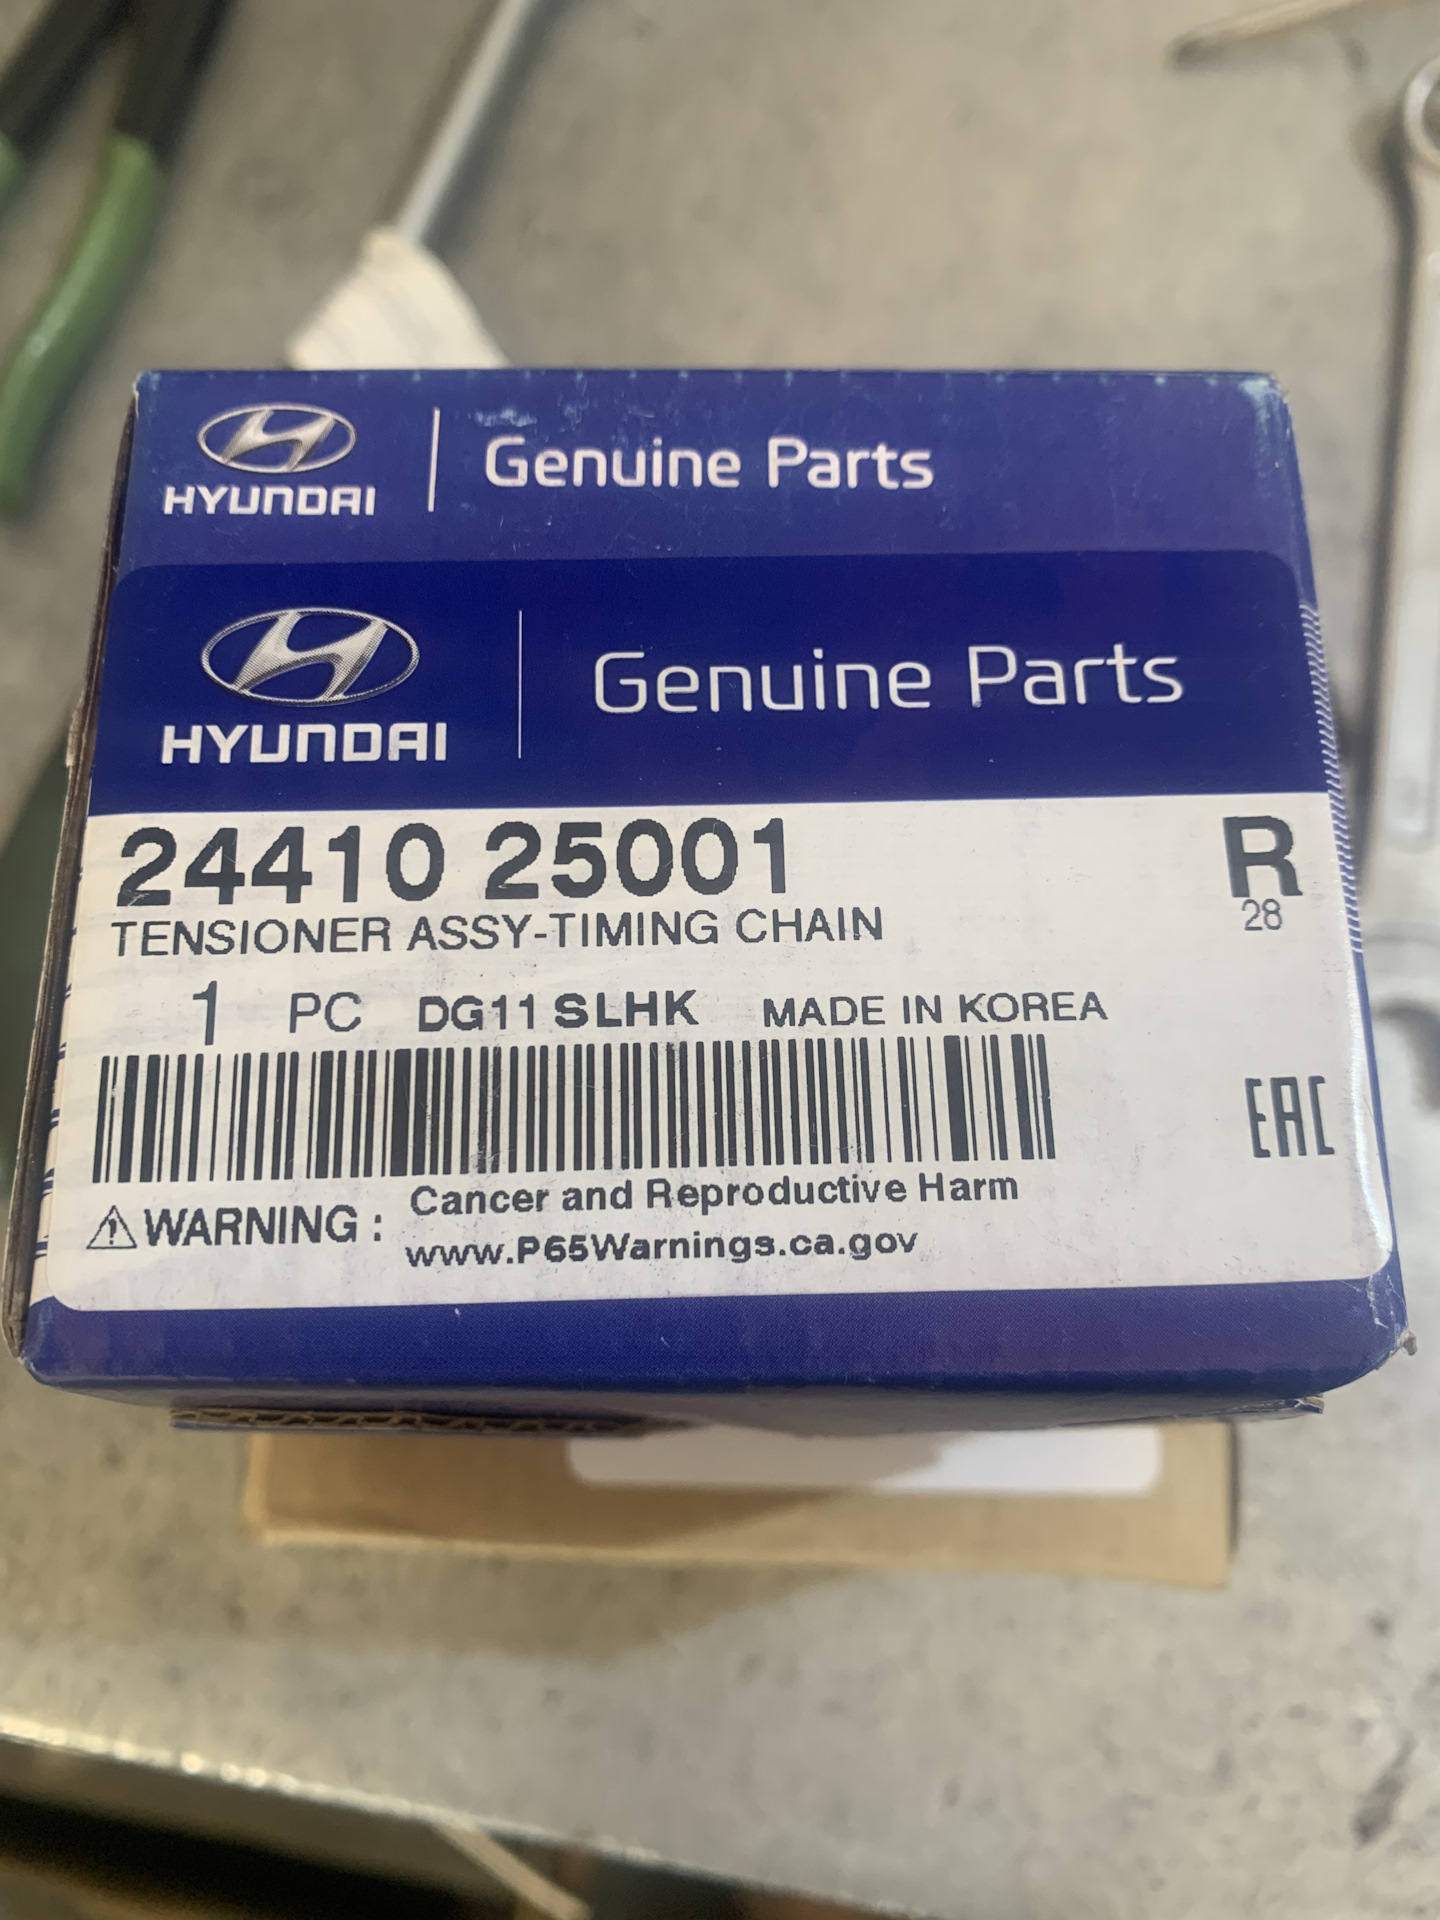 HYUNDAI Genuine Parts
HYUNDAI Genuine Parts
24410 25001 R
TENSIONER ASSY-TIMING CHAIN 28
1 PC DG11 SLHK MADE IN KOREA
EAC
WARNING : Cancer and Reproductive Harm
www.P65Warnings.ca.gov